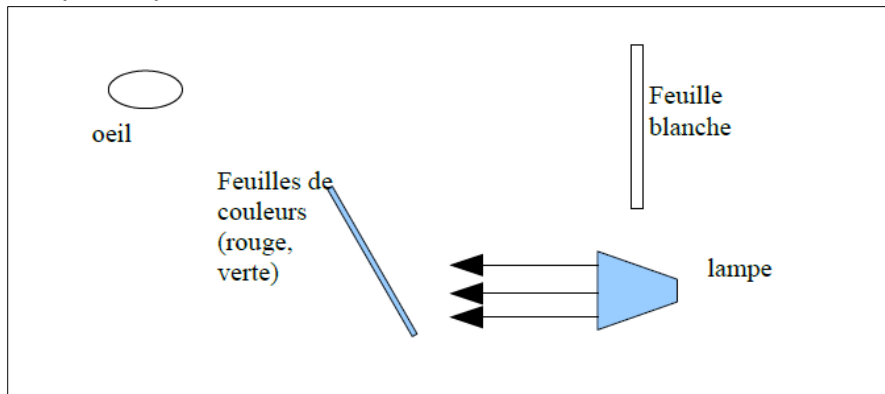 oeil
Feuille
blanche
Feuilles de
couleurs
(rouge,
verte)
lampe